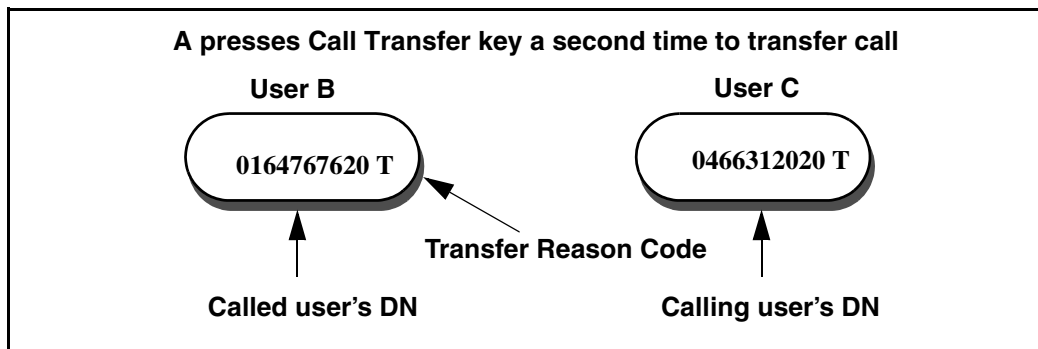 A presses Call Transfer key a second time to transfer call
User B
User C
0164767620 T
0466312020 T
Transfer Reason Code
Called user’s DN
Calling user’s DN